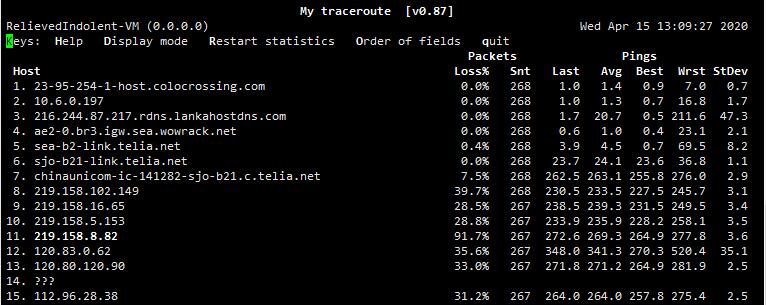 My traceroute [v0.87]
RelievedIndolent-VM (0.0.0.0) Wed Apr 15 13:09:27 2020
Keys: Help Display mode Restart statistics Order of fields quit
Packets Pings
Host Loss% Snt Last Avg Best Wrst StDev
1. 23-95-254-1-host.colocrossing.com 0.0% 268 1.0 1.4 0.9 7.0 0.7
2. 10.6.0.197 0.0% 268 1.0 1.3 0.7 16.8 1.7
3. 216.244.87.217.rdns.lankahostdns.com 0.0% 268 1.7 20.7 0.5 211.6 47.3
4. ae2-0.br3.igw.sea.wowrack.net 0.0% 268 0.6 1.0 0.4 23.1 2.1
5. sea-b2-link.telia.net 0.4% 268 3.9 4.5 0.7 69.5 8.2
6. sjo-b21-link.telia.net 0.0% 268 23.7 24.1 23.6 36.8 1.1
7. chinaunicom-ic-141282-sjo-b21.c.telia.net 7.5% 268 262.5 263.1 255.8 276.0 2.9
8. 219.158.102.149 39.7% 268 230.5 233.5 227.5 245.7 3.1
9. 219.158.16.65 28.5% 267 238.5 239.3 231.5 249.5 3.4
10. 219.158.5.153 28.8% 267 233.9 235.9 228.2 258.1 3.5
11. 219.158.8.82 91.7% 267 272.6 269.3 264.9 277.8 3.6
12. 120.83.0.62 35.6% 267 348.0 341.3 270.3 520.4 35.1
13. 120.80.120.90 33.0% 267 271.8 271.2 264.9 281.9 2.5
14. ???
15. 112.96.28.38 31.2% 267 264.0 264.0 257.8 275.4 2.5